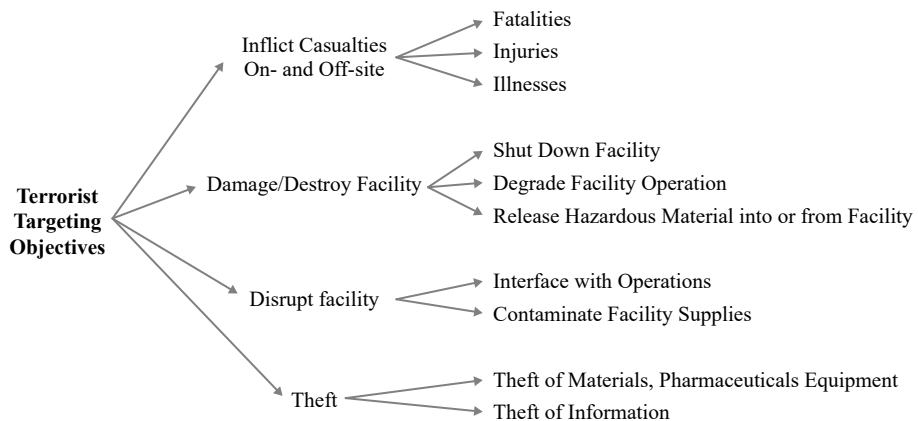 Terrorist
Targeting
Objectives
Inflict Casualties
On- and Off-site
Fatalities
Injuries
Illnesses
Damage/Destroy Facility
Shut Down Facility
Degrade Facility Operation
Release Hazardous Material into or from Facility
Disrupt facility
Interface with Operations
Contaminate Facility Supplies
Theft
Theft of Materials, Pharmaceuticals Equipment
Theft of Information